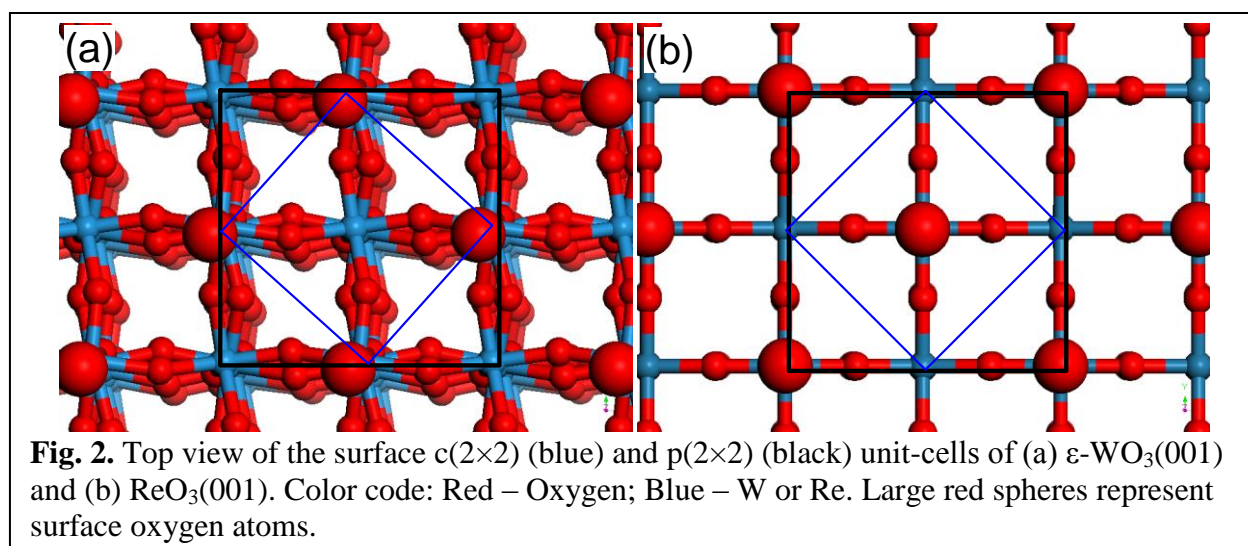 (a)
(b)
Y
Fig. 2. Top view of the surface c(2×2) (blue) and p(2×2) (black) unit-cells of (a) ε-WO₃(001)
and (b) ReO₃(001). Color code: Red – Oxygen; Blue – W or Re. Large red spheres represent
surface oxygen atoms.